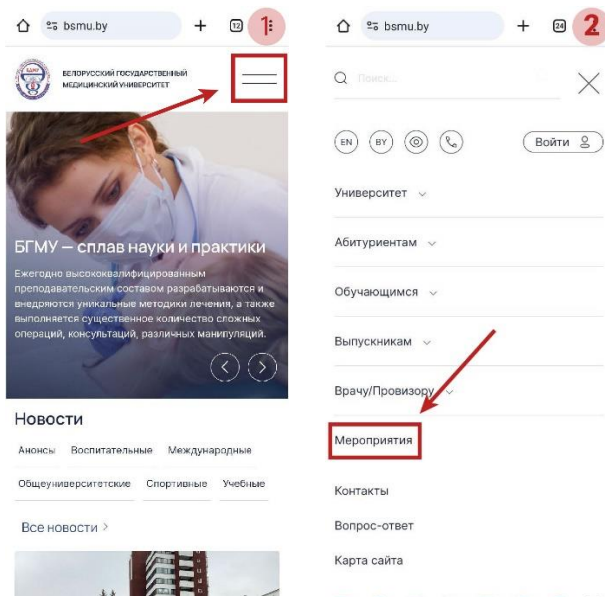 bsmu.by
12
1
БЕЛОРУССКИЙ ГОСУДАРСТВЕННЫЙ
МЕДИЦИНСКИЙ УНИВЕРСИТЕТ
БГМУ — сплав науки и практики
Ежегодно высококвалифицированным
преподавательским составом разрабатываются и
внедряются уникальные методики лечения, а также
выполняется существенное количество сложных
операций, консультаций, различных манипуляций.
Новости
Анонсы Воспитательные Международные
Общеуниверситетские Спортивные Учебные
Все новости >
bsmu.by
24
2
Поиск...
EN BY Войти
Университет
Абитуриентам
Обучающимся
Выпускникам
Врачу/Провизору
Мероприятия
Контакты
Вопрос-ответ
Карта сайта